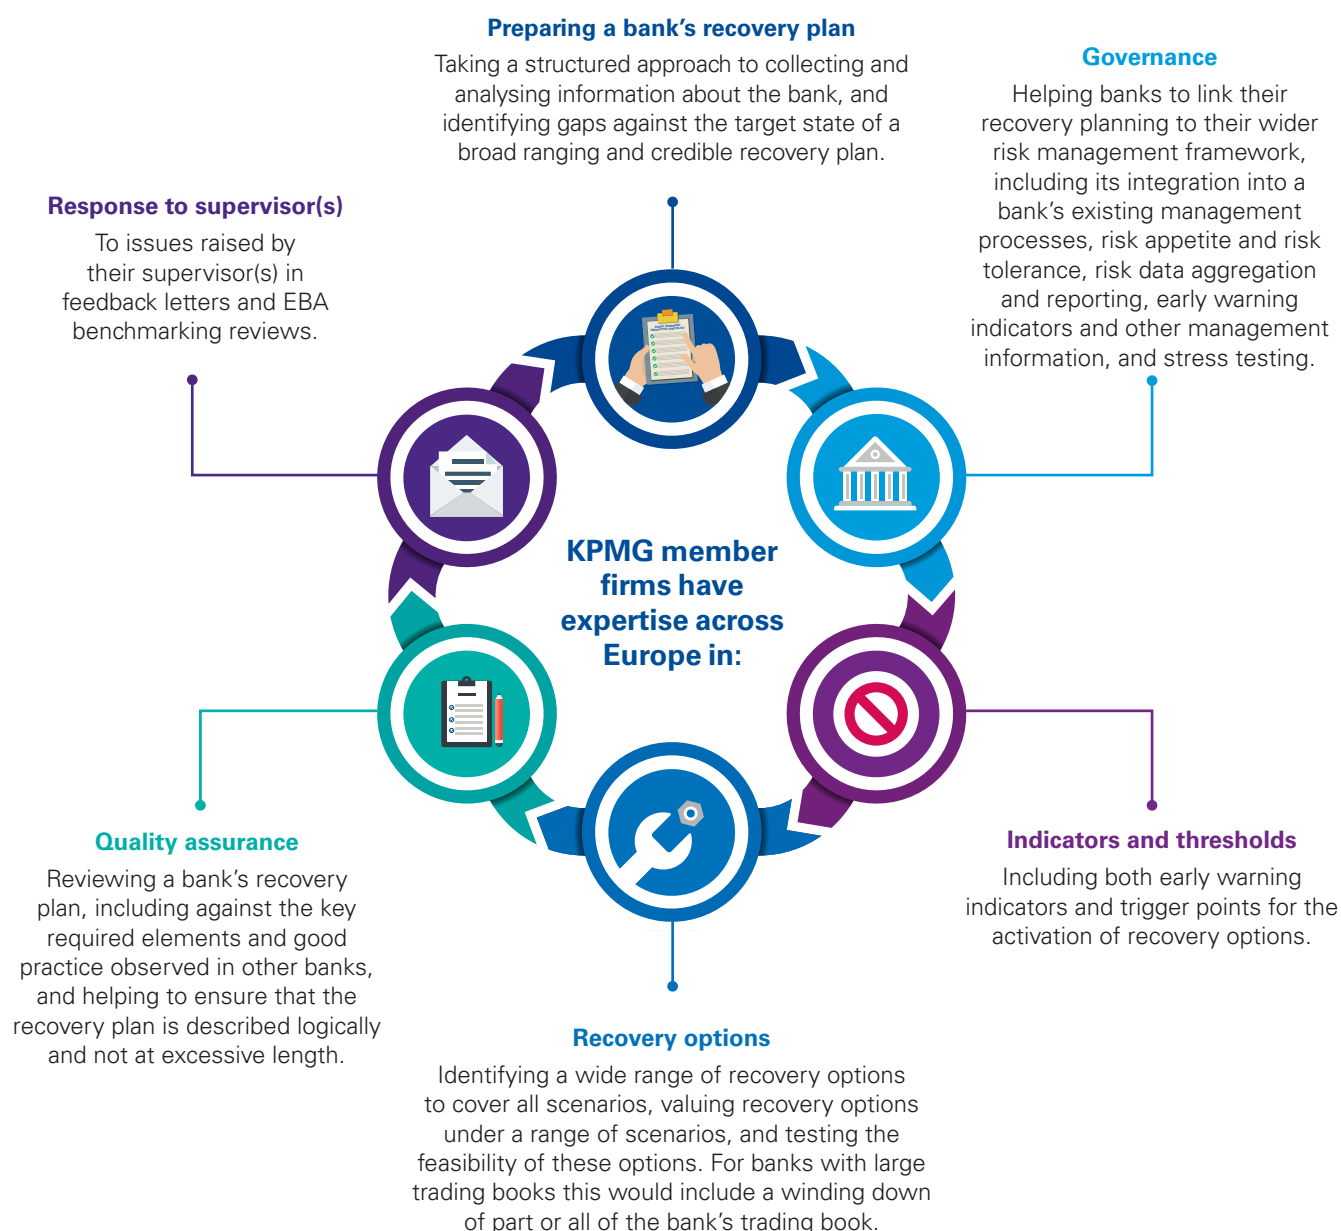 Preparing a bank’s recovery plan
Taking a structured approach to collecting and
analysing information about the bank, and
identifying gaps against the target state of a
broad ranging and credible recovery plan.
Governance
Helping banks to link their
recovery planning to their wider
risk management framework,
including its integration into a
bank’s existing management
processes, risk appetite and risk
tolerance, risk data aggregation
and reporting, early warning
indicators and other management
information, and stress testing.
Response to supervisor(s)
To issues raised by
their supervisor(s) in
feedback letters and EBA
benchmarking reviews.
KPMG member
firms have
expertise across
Europe in:
Indicators and thresholds
Including both early warning
indicators and trigger points for the
activation of recovery options.
Quality assurance
Reviewing a bank’s recovery
plan, including against the key
required elements and good
practice observed in other banks,
and helping to ensure that the
recovery plan is described logically
and not at excessive length.
Recovery options
Identifying a wide range of recovery options
to cover all scenarios, valuing recovery options
under a range of scenarios, and testing the
feasibility of these options. For banks with large
trading books this would include a winding down
of part or all of the bank’s trading book.